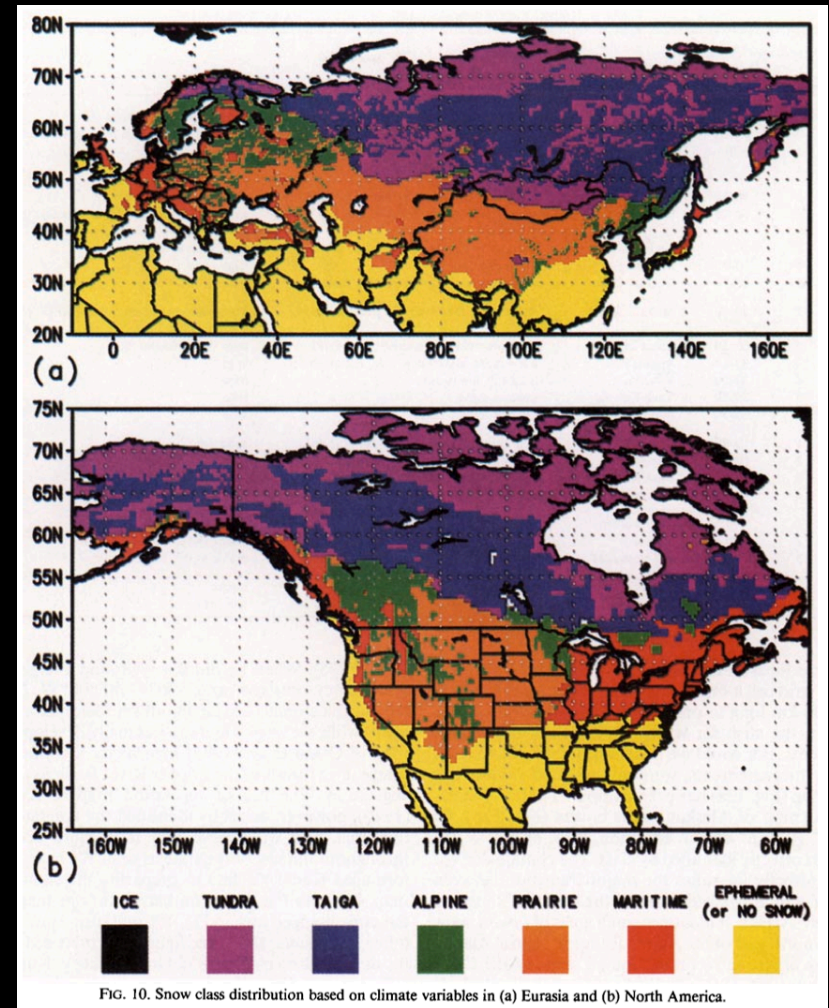 80N
70N
60N
50N
40N
30N
20N
0 20E 40E 60E 80E 100E 120E 140E 160E
(a)
75N
70N
65N
60N
55N
50N
45N
40N
35N
30N
25N
160W 150W 140W 130W 120W 110W 100W 90W 80W 70W 60W
(b)
ICE TUNDRA TAIGA ALPINE PRAIRIE MARITIME EPHEMERAL
(or NO SNOW)
FIG. 10. Snow class distribution based on climate variables in (a) Eurasia and (b) North America.